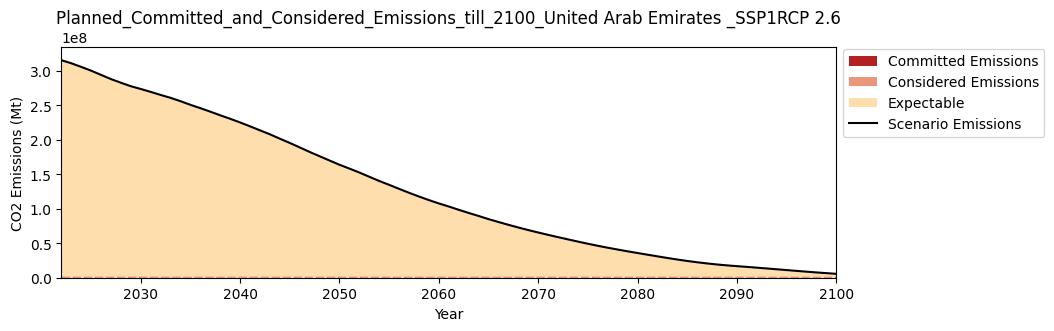 Planned_Committed_and_Considered_Emissions_till_2100_United Arab Emirates _SSP1RCP 2.6
1e8
3.0
2.5
2.0
1.5
1.0
0.5
0.0
CO2 Emissions (Mt)
2030 2040 2050 2060 2070 2080 2090 2100
Year
Committed Emissions
Considered Emissions
Expectable
Scenario Emissions